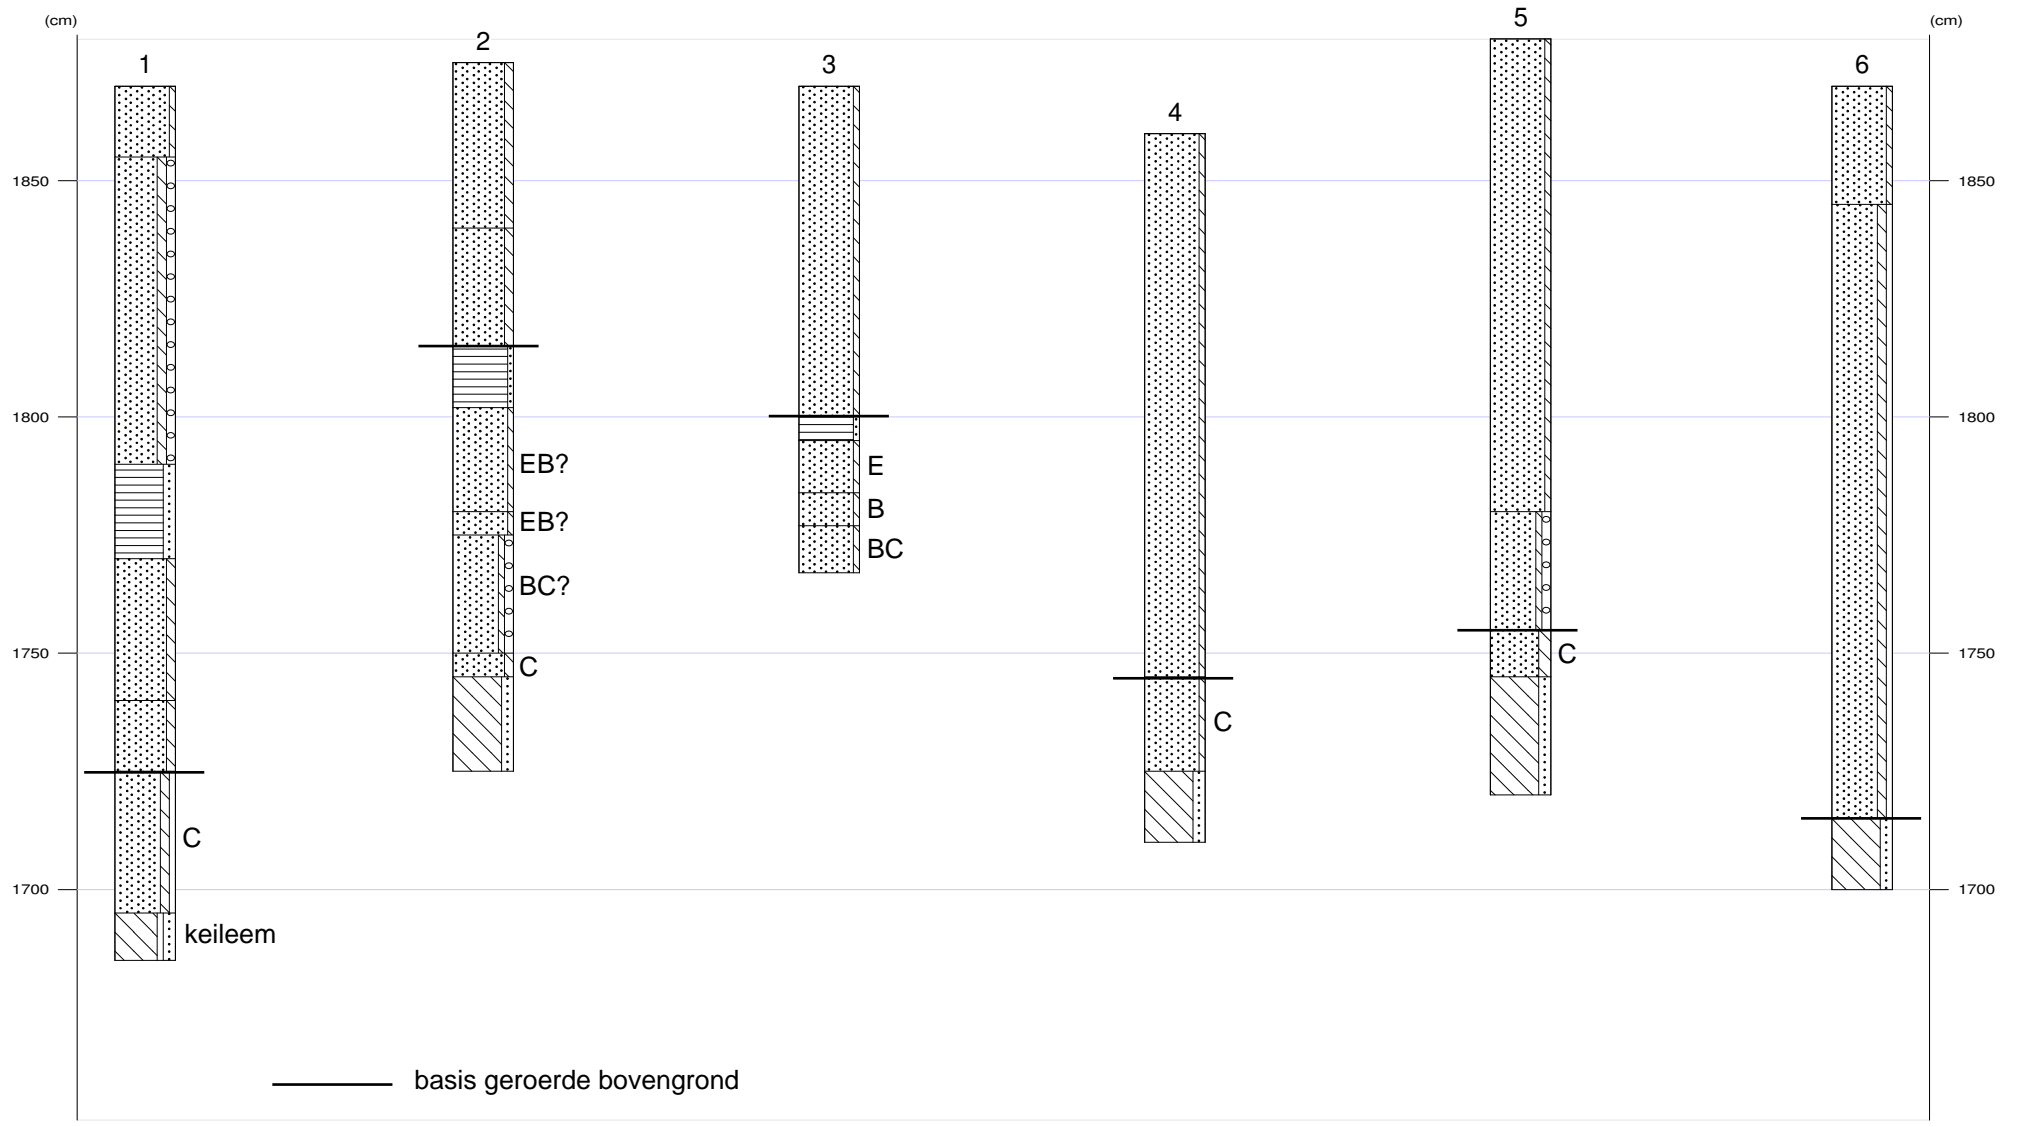 (cm)
(cm)
1
2
3
4
5
6
1850
1850
1800
1800
EB?
E
B
EB?
BC
BC?
1750
1750
C
C
C
C
1700
1700
keileem
basis geroerde bovengrond